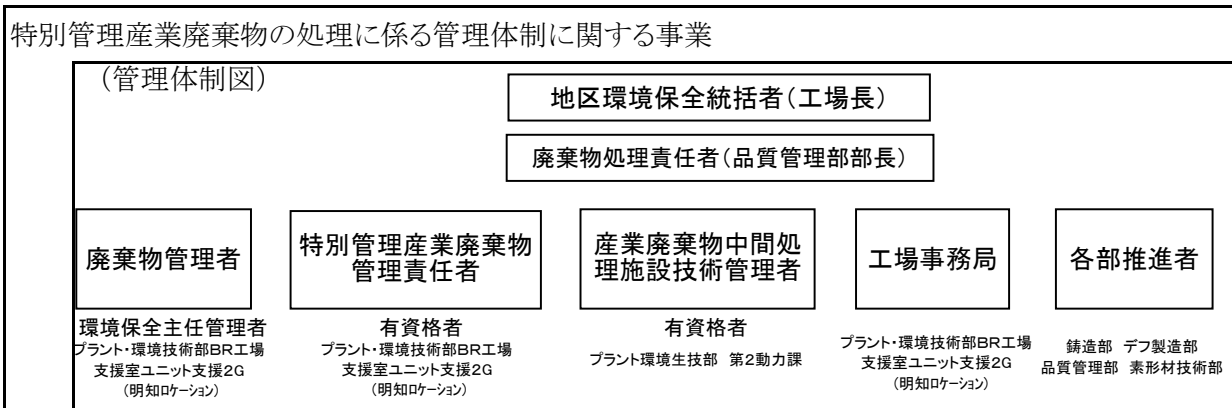 特別管理産業廃棄物の処理に係る管理体制に関する事業
（管理体制図）
地区環境保全統括者（工場長）
廃棄物処理責任者（品質管理部部長）
廃棄物管理者
環境保全主任管理者
プラント・環境技術部BR工場
支援室ユニット支援2G
（明知ロケーション）
特別管理産業廃棄物
管理責任者
有資格者
プラント・環境技術部BR工場
支援室ユニット支援2G
（明知ロケーション）
産業廃棄物中間処
理施設技術管理者
有資格者
プラント環境生技部 第2動力課
工場事務局
プラント・環境技術部BR工場
支援室ユニット支援2G
（明知ロケーション）
各部推進者
鋳造部 デフ製造部
品質管理部 素形材技術部